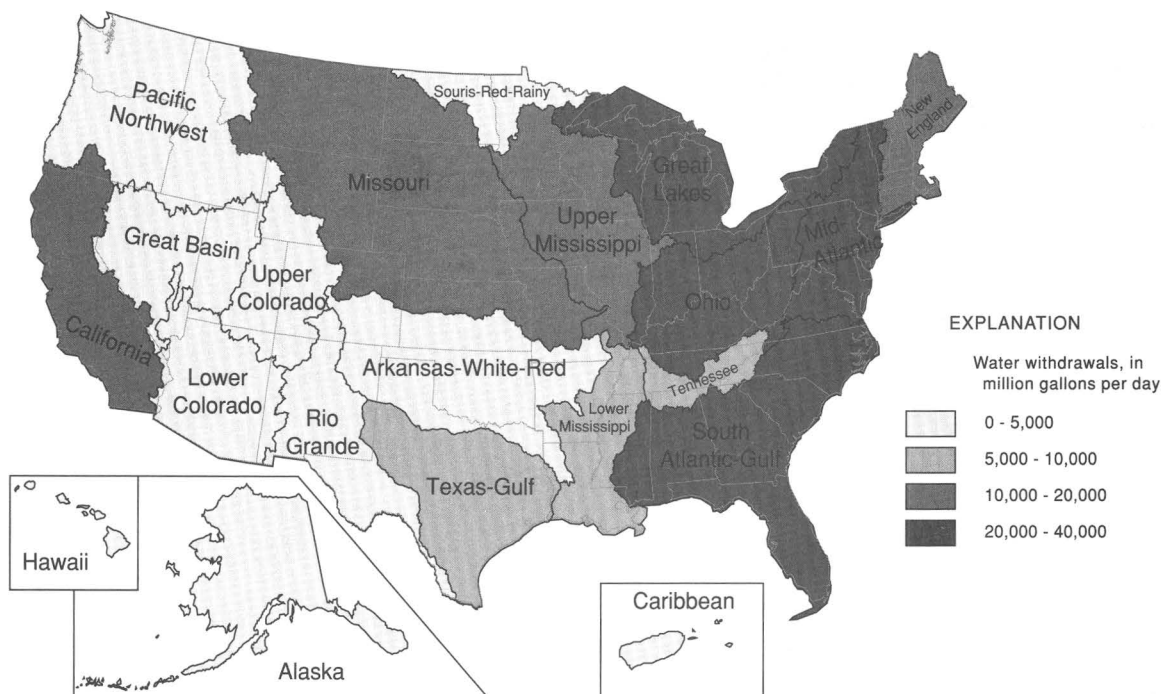 Souris-Red-Rainy
Pacific
Northwest
New
England
Missouri
Great
Lakes
Upper
Mississippi
Mid-
Atlantic
Great Basin
Upper
Colorado
Ohio
California
Arkansas-White-Red
Tennessee
Lower
Colorado
Lower
Mississippi
Rio
Grande
South
Atlantic-Gulf
Texas-Gulf
Hawaii
Alaska
Caribbean
EXPLANATION
Water withdrawals, in
million gallons per day
0 - 5,000
5,000 - 10,000
10,000 - 20,000
20,000 - 40,000